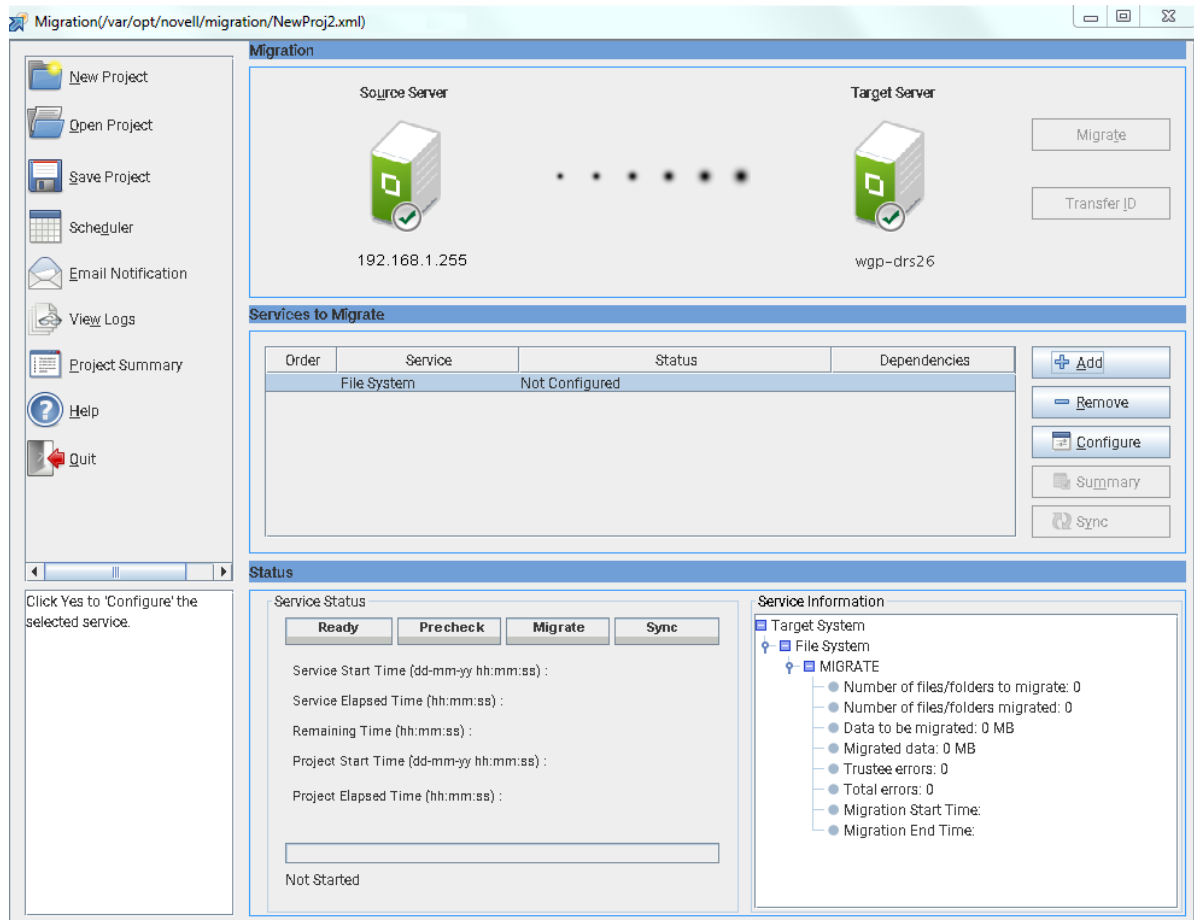 Migration(/var/opt/novell/migration/NewProj2.xml)
New Project
Open Project
Save Project
Scheduler
Email Notification
View Logs
Project Summary
Help
Quit
Click Yes to 'Configure' the
selected service.
Migration
Source Server
Target Server
192.168.1.255
wgp-drs26
Migrate
Transfer ID
Services to Migrate
Order Service Status Dependencies
File System Not Configured
Add
Remove
Configure
Summary
Sync
Status
Service Status
Ready Precheck Migrate Sync
Service Start Time (dd-mm-yy hh:mm:ss) :
Service Elapsed Time (hh:mm:ss) :
Remaining Time (hh:mm:ss) :
Project Start Time (dd-mm-yy hh:mm:ss) :
Project Elapsed Time (hh:mm:ss) :
Not Started
Service Information
Target System
File System
MIGRATE
Number of files/folders to migrate: 0
Number of files/folders migrated: 0
Data to be migrated: 0 MB
Migrated data: 0 MB
Trustee errors: 0
Total errors: 0
Migration Start Time:
Migration End Time: